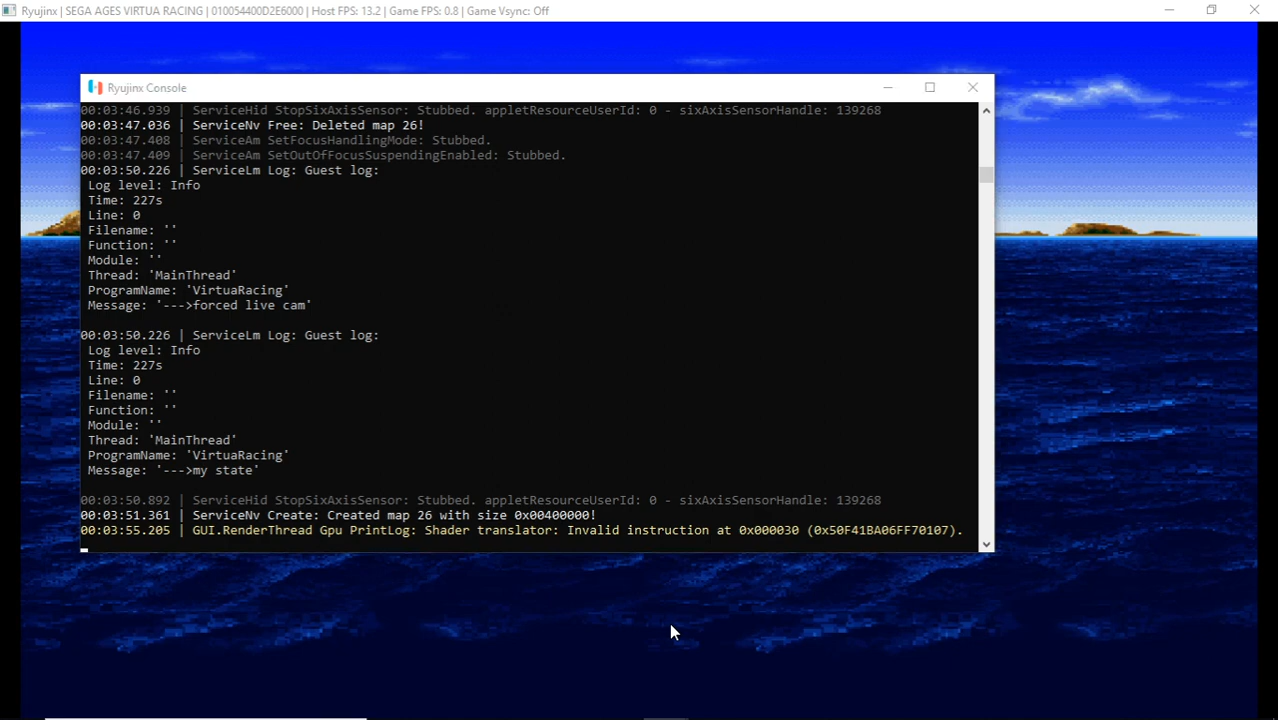 Ryujinx | SEGA AGES VIRTUA RACING | 010054400D2E6000 | Host FPS: 13.2 | Game FPS: 0.8 | Game Vsync: Off
Ryujinx Console
00:03:46.939 | ServiceHid StopSixAxisSensor: Stubbed. appletResourceUserId: 0 - sixAxisSensorHandle: 139268
00:03:47.036 | ServiceNv Free: Deleted map 26!
00:03:47.408 | ServiceAm SetFocusHandlingMode: Stubbed.
00:03:47.409 | ServiceAm SetOutOfFocusSuspendingEnabled: Stubbed.
00:03:50.226 | ServiceLm Log: Guest log:
Log level: Info
Time: 227s
Line: 0
Filename: ''
Function: ''
Module: ''
Thread: 'MainThread'
ProgramName: 'VirtuaRacing'
Message: '--->forced live cam'
00:03:50.226 | ServiceLm Log: Guest log:
Log level: Info
Time: 227s
Line: 0
Filename: ''
Function: ''
Module: ''
Thread: 'MainThread'
ProgramName: 'VirtuaRacing'
Message: '--->my state'
00:03:50.892 | ServiceHid StopSixAxisSensor: Stubbed. appletResourceUserId: 0 - sixAxisSensorHandle: 139268
00:03:51.361 | ServiceNv Create: Created map 26 with size 0x00400000!
00:03:55.205 | GUI.RenderThread Gpu PrintLog: Shader translator: Invalid instruction at 0x000030 (0x50F41BA06FF70107).